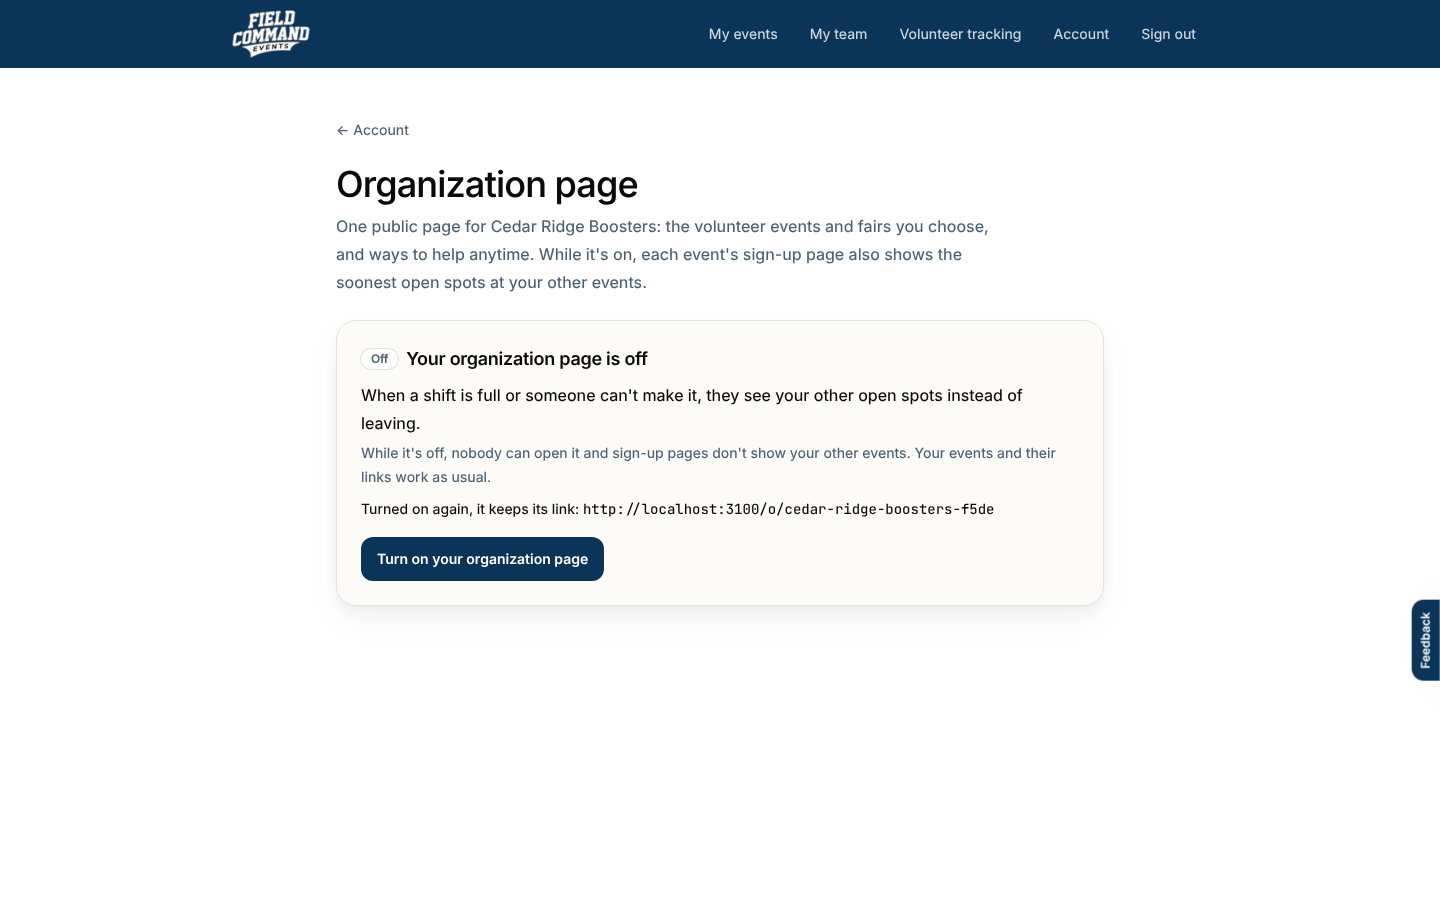 FIELD
COMMAND
EVENTS
My events
My team
Volunteer tracking
Account
Sign out
← Account
Organization page
One public page for Cedar Ridge Boosters: the volunteer events and fairs you choose,
and ways to help anytime. While it's on, each event's sign-up page also shows the
soonest open spots at your other events.
Off Your organization page is off
When a shift is full or someone can't make it, they see your other open spots instead of
leaving.
While it's off, nobody can open it and sign-up pages don't show your other events. Your events and their
links work as usual.
Turned on again, it keeps its link: http://localhost:3100/o/cedar-ridge-boosters-f5de
Turn on your organization page
Feedback